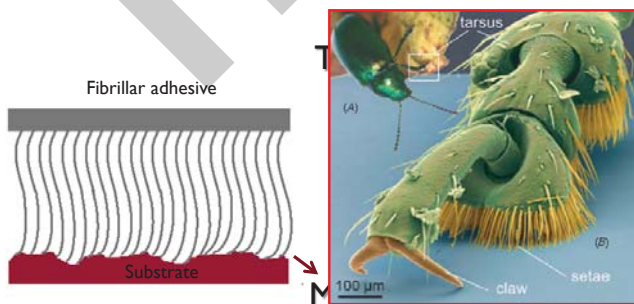 Fibrillar adhesive
Substrate
T
tarsus
(A)
(B)
setae
claw
100 µm
M